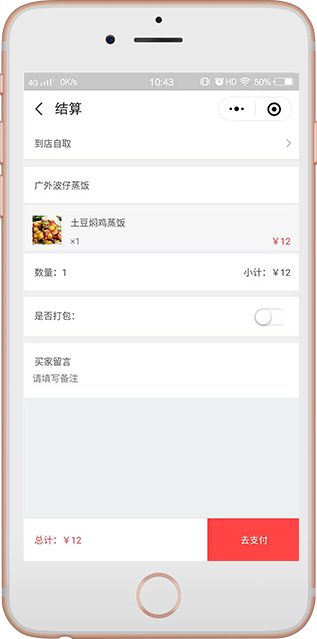 4G 0K/s 10:43 HD 50%
结算
到店自取
广外波仔蒸饭
土豆焖鸡蒸饭
×1 ￥12
数量：1 小计：￥12
是否打包：
买家留言
请填写备注
总计：￥12 去支付